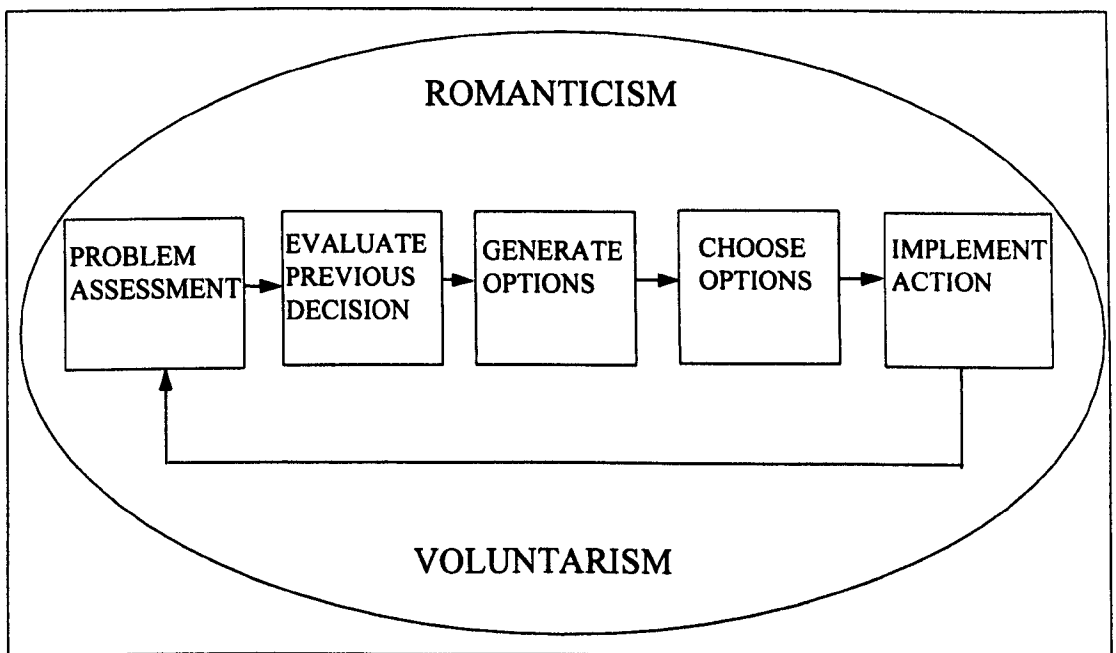 ROMANTICISM
PROBLEM
ASSESSMENT
EVALUATE
PREVIOUS
DECISION
GENERATE
OPTIONS
CHOOSE
OPTIONS
IMPLEMENT
ACTION
VOLUNTARISM